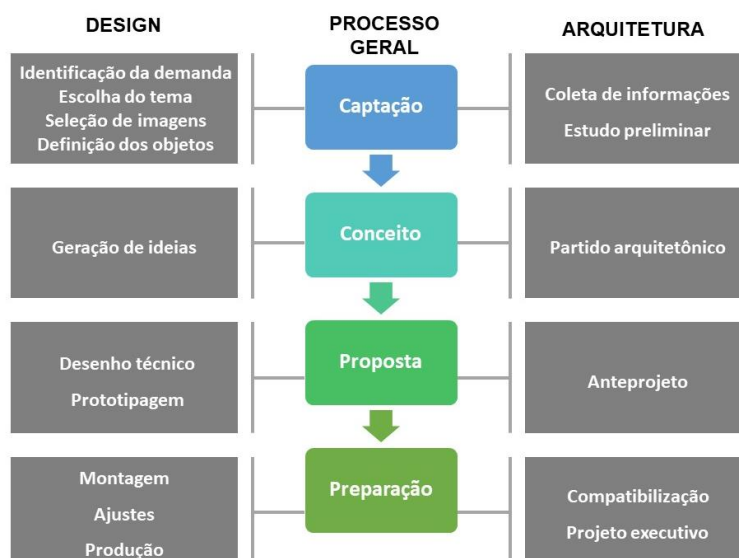 DESIGN
PROCESSO
GERAL
ARQUITETURA
Identificação da demanda
Escolha do tema
Seleção de imagens
Definição dos objetos
Captação
Coleta de informações
Estudo preliminar
Geração de ideias
Conceito
Partido arquitetônico
Desenho técnico
Prototipagem
Proposta
Anteprojeto
Montagem
Ajustes
Produção
Preparação
Compatibilização
Projeto executivo